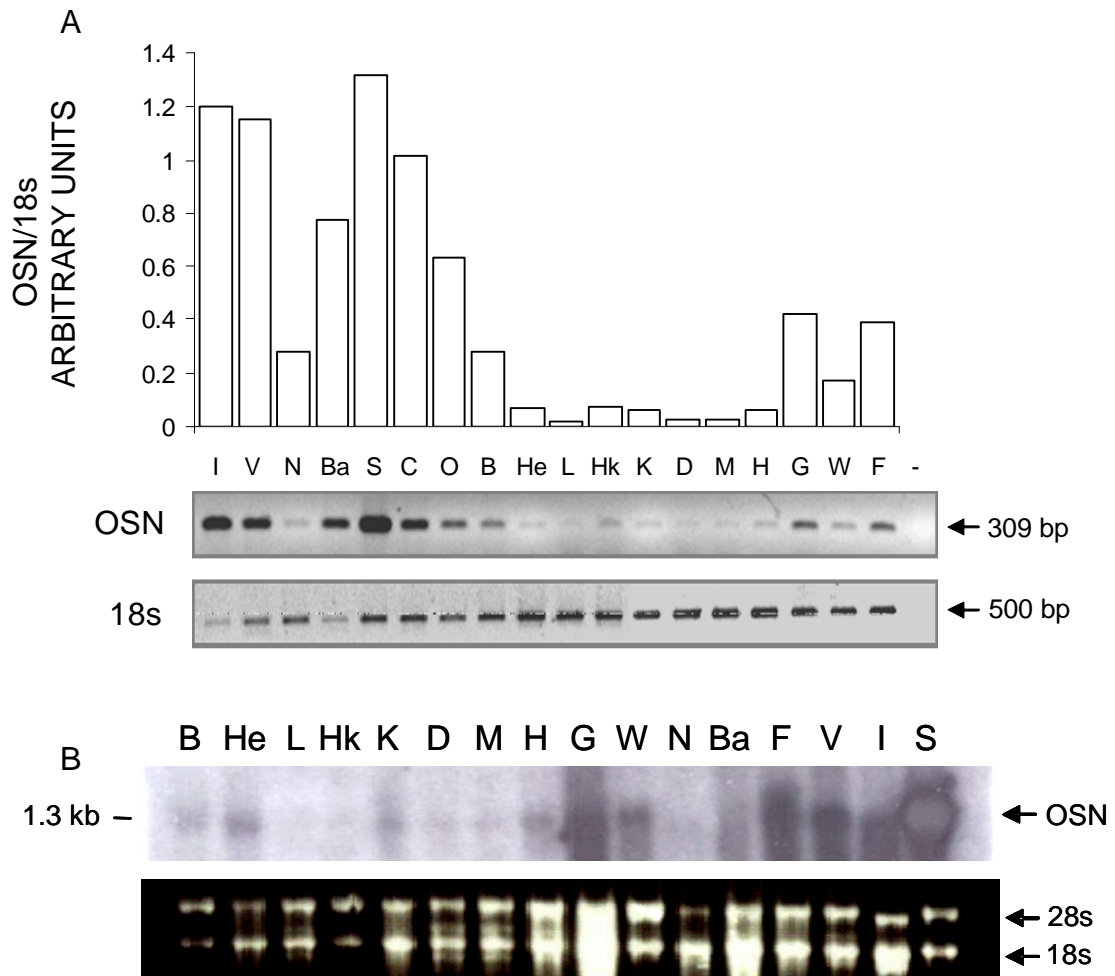 A
OSN/18s
ARBITRARY UNITS
1.4
1.2
1
0.8
0.6
0.4
0.2
0
I V N Ba S C O B He L Hk K D M H G W F -
OSN
309 bp
18s
500 bp
B He L Hk K D M H G W N Ba F V I S
B
1.3 kb
OSN
28s
18s